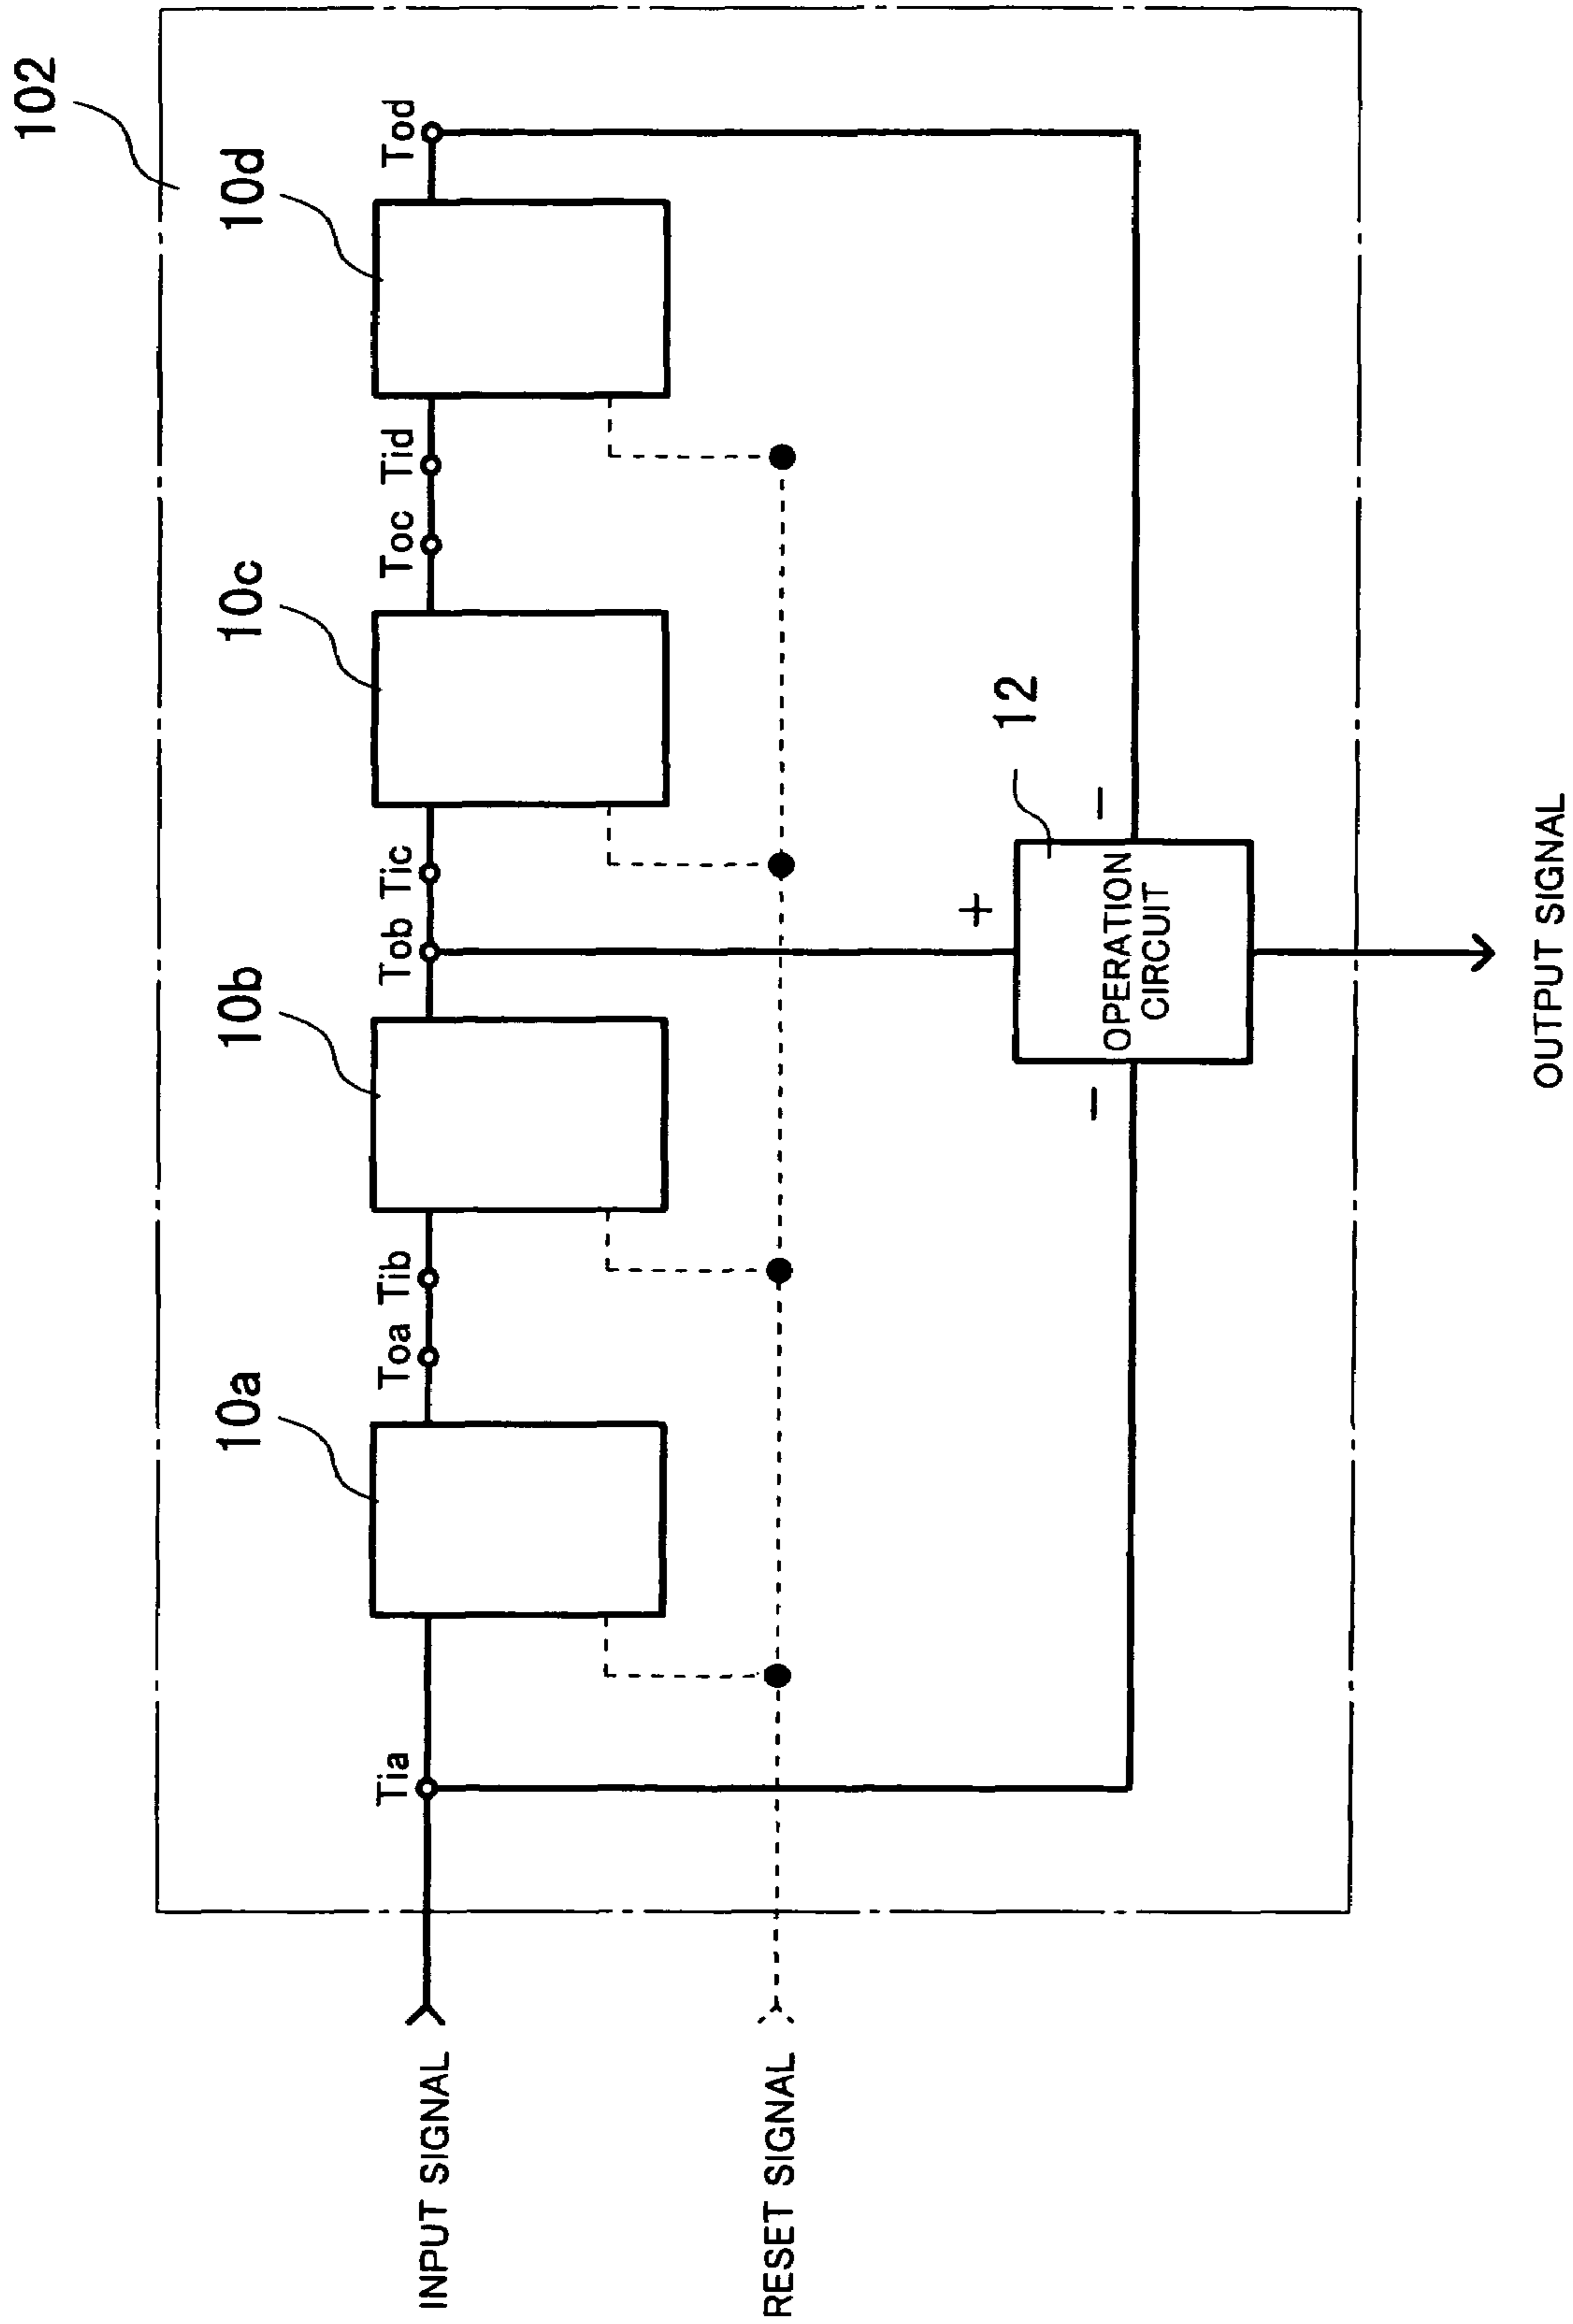 102
10a
10b
10c
10d
Tia
Toa
Tib
Tob
Tic
Toc
Tid
Tod
INPUT SIGNAL
RESET SIGNAL
12
+
−
−
OPERATION
CIRCUIT
OUTPUT SIGNAL